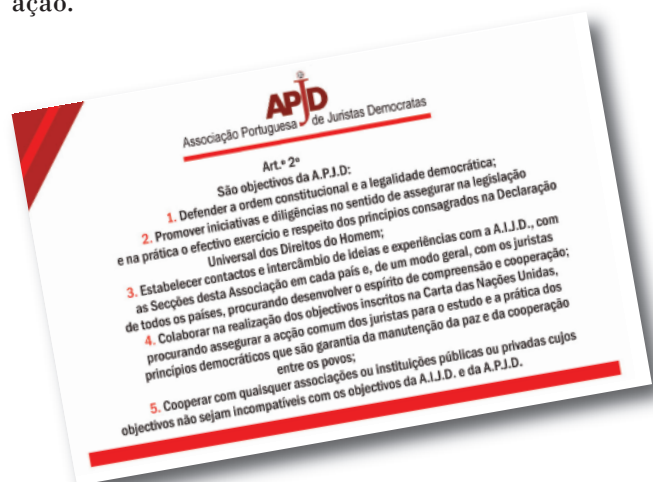 ação.
APJD
Associação Portuguesa de Juristas Democratas
Art.º 2º
São objectivos da A.P.J.D:
1. Defender a ordem constitucional e a legalidade democrática;
2. Promover iniciativas e diligências no sentido de assegurar na legislação
e na prática o efectivo exercício e respeito dos princípios consagrados na Declaração
Universal dos Direitos do Homem;
3. Estabelecer contactos e intercâmbio de ideias e experiências com a A.I.J.D., com
as Secções desta Associação em cada país e, de um modo geral, com os juristas
de todos os países, procurando desenvolver o espírito de compreensão e cooperação;
4. Colaborar na realização dos objectivos inscritos na Carta das Nações Unidas,
procurando assegurar a acção comum dos juristas para o estudo e a prática dos
princípios democráticos que são garantia da manutenção da paz e da cooperação
entre os povos;
5. Cooperar com quaisquer associações ou instituições públicas ou privadas cujos
objectivos não sejam incompatíveis com os objectivos da A.I.J.D. e da A.P.J.D.